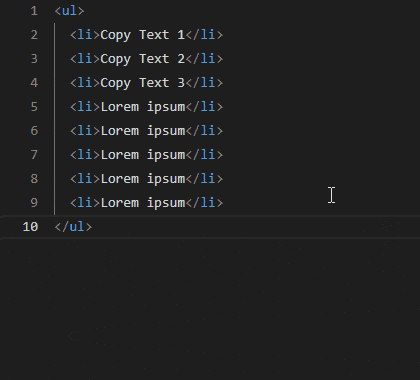 1 <ul>
2 <li>Copy Text 1</li>
3 <li>Copy Text 2</li>
4 <li>Copy Text 3</li>
5 <li>Lorem ipsum</li>
6 <li>Lorem ipsum</li>
7 <li>Lorem ipsum</li>
8 <li>Lorem ipsum</li>
9 <li>Lorem ipsum</li>
10 </ul>